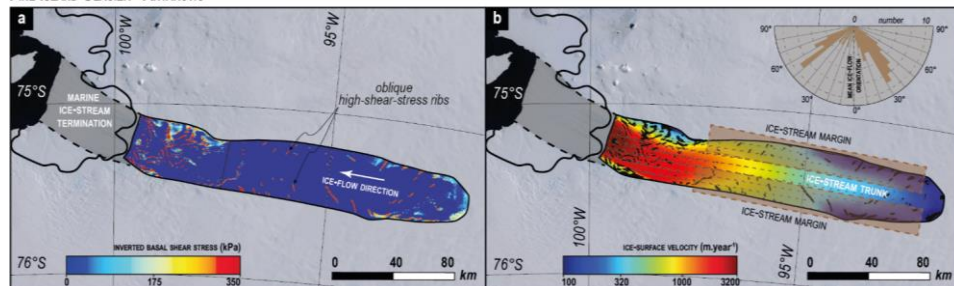 a
100°W
95°W
75°S
MARINE
ICE-STREAM
TERMINATION
oblique
high-shear-stress ribs
ICE-FLOW DIRECTION
INVERTED BASAL SHEAR STRESS (kPa)
76°S
0 175 350
0 40 80
km
b
number
0 10
90° 90°
60° 60°
30° 30°
0°
MEAN ICE-FLOW
ORIENTATION
75°S
ICE-STREAM MARGIN
ICE-STREAM TRUNK
ICE-STREAM MARGIN
100°W
95°W
ICE-SURFACE VELOCITY (m.year⁻¹)
76°S
100 320 1000 3200
0 40 80
km